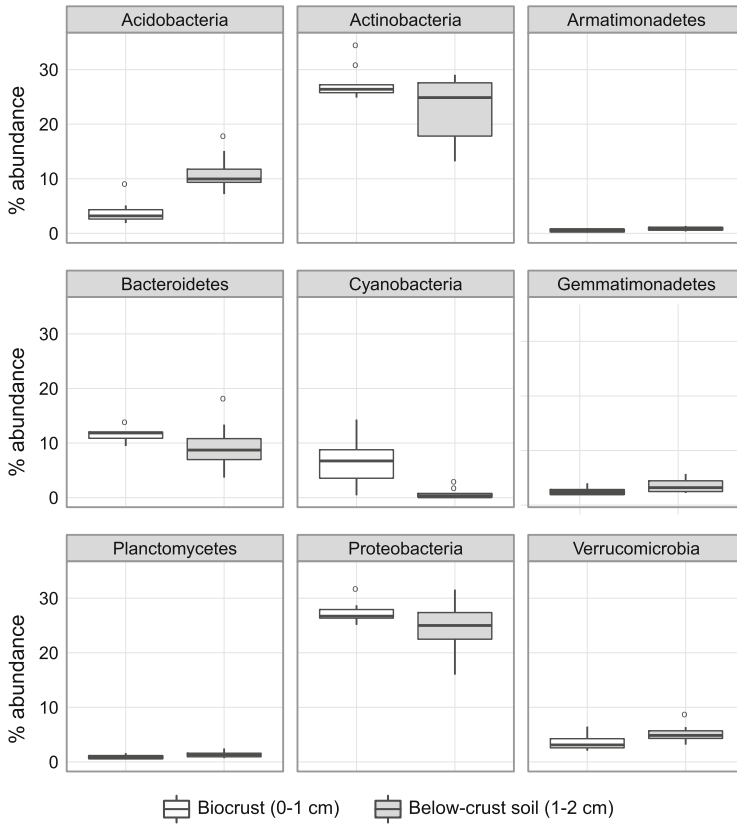 Acidobacteria Actinobacteria Armatimonadetes
% abundance
30
20
10
0
Bacteroidetes Cyanobacteria Gemmatimonadetes
% abundance
30
20
10
0
Planctomycetes Proteobacteria Verrucomicrobia
% abundance
30
20
10
0
Biocrust (0-1 cm) Below-crust soil (1-2 cm)